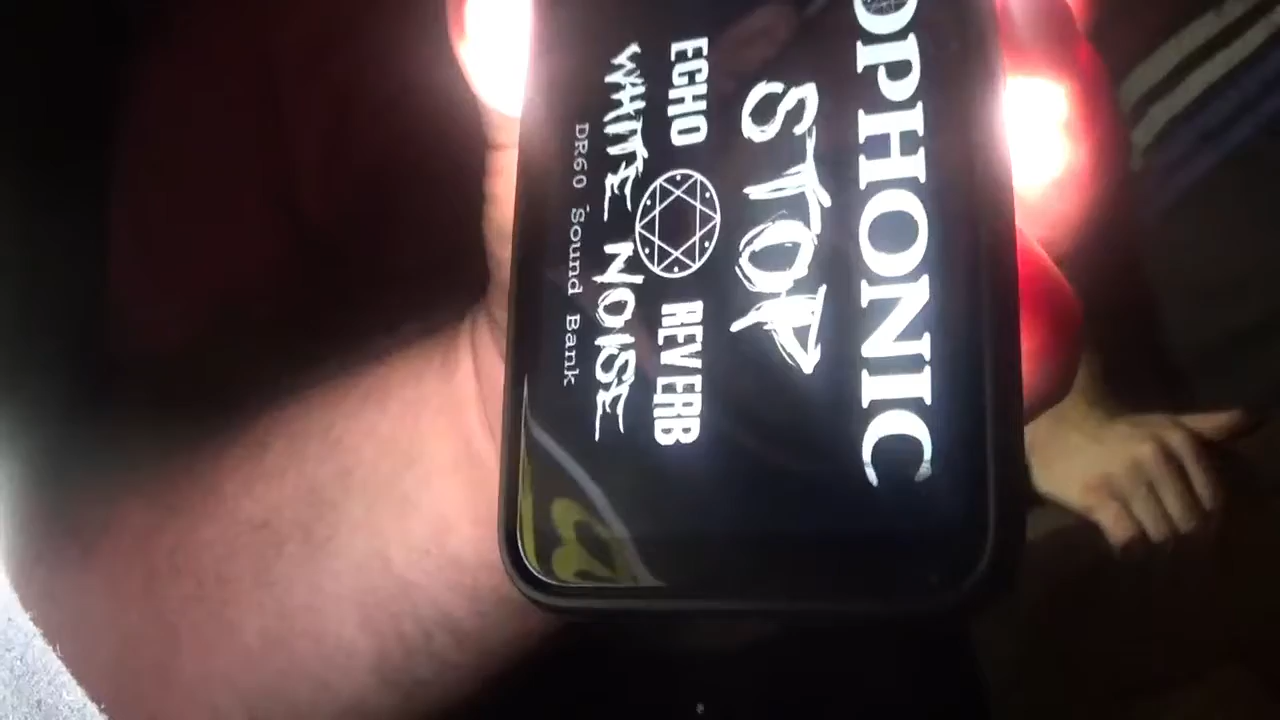 OPHONIC
STOP
ECHO REVERB
WHITE NOISE
DR60 Sound Bank